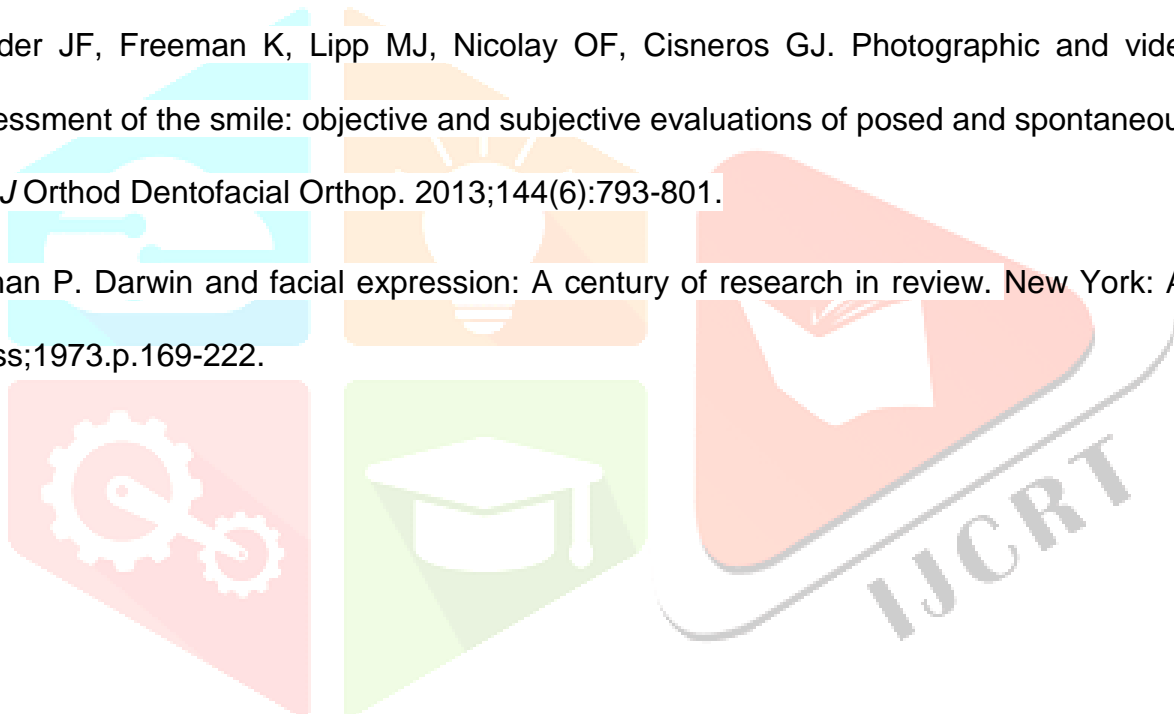 der JF, Freeman K, Lipp MJ, Nicolay OF, Cisneros GJ. Photographic and vide
essment of the smile: objective and subjective evaluations of posed and spontaneou
J Orthod Dentofacial Orthop. 2013;144(6):793-801.
nan P. Darwin and facial expression: A century of research in review. New York: A
ss;1973.p.169-222.
IJCRT